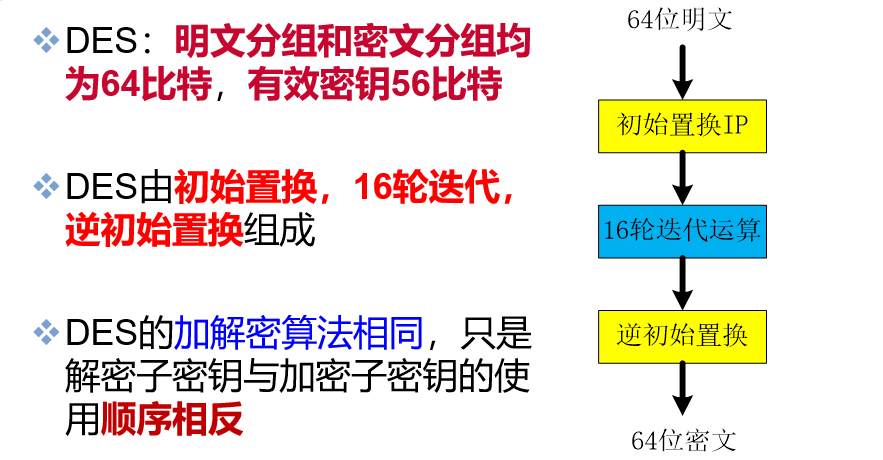 DES：明文分组和密文分组均
为64比特，有效密钥56比特
DES由初始置换，16轮迭代，
逆初始置换组成
DES的加解密算法相同，只是
解密子密钥与加密子密钥的使
用顺序相反
64位明文
初始置换IP
16轮迭代运算
逆初始置换
64位密文